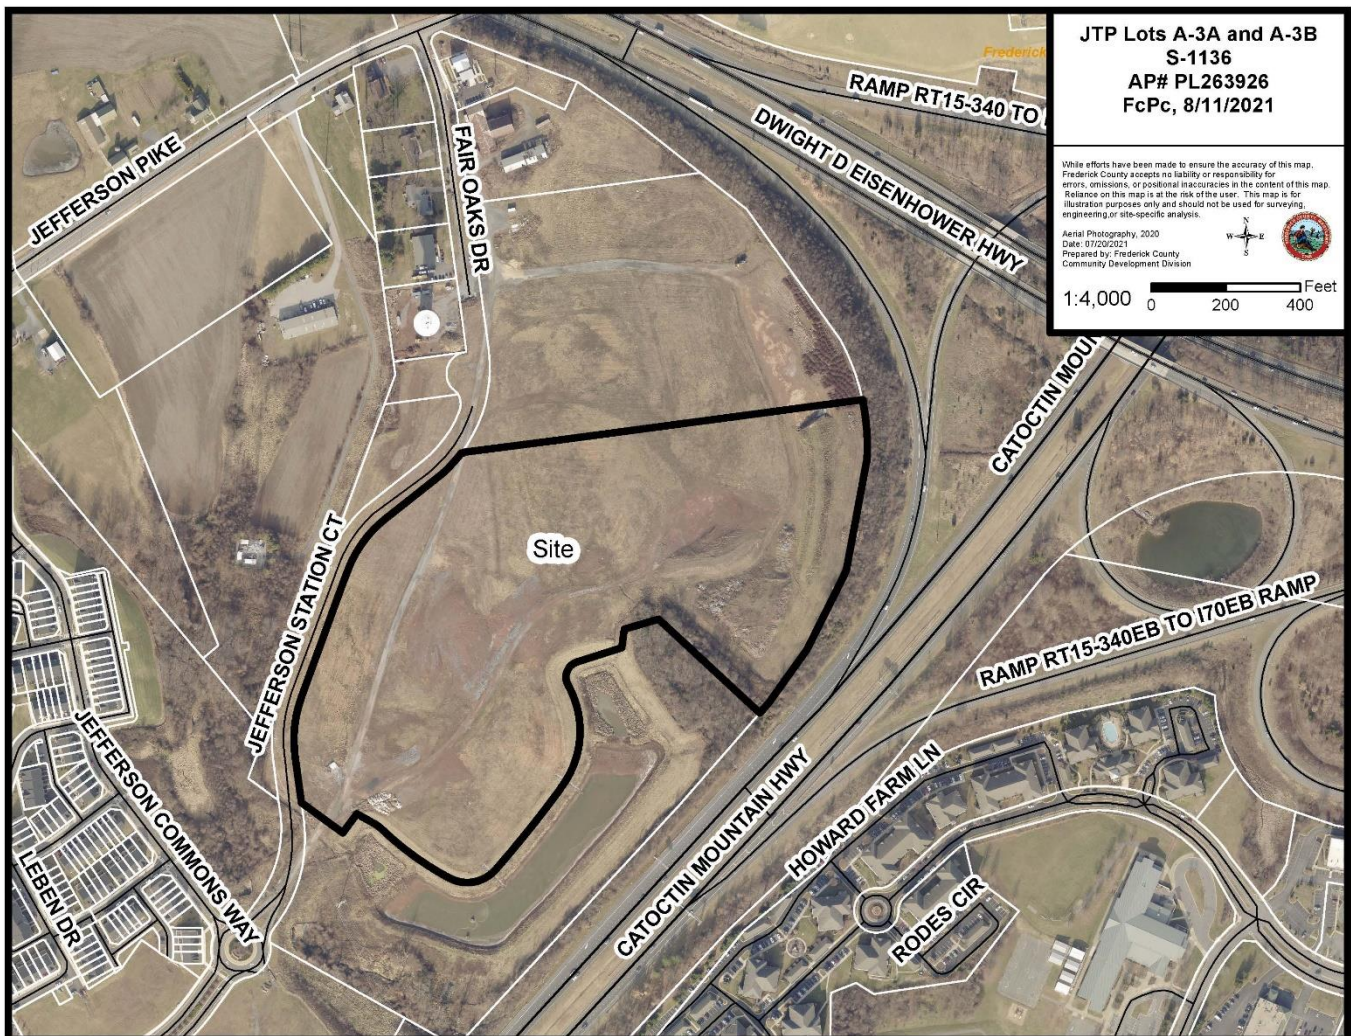 JTP Lots A-3A and A-3B
S-1136
AP# PL263926
FcPc, 8/11/2021
While efforts have been made to ensure the accuracy of this map,
Frederick County accepts no liability or responsibility for
errors, omissions, or positional inaccuracies in the content of this map.
Reliance on this map is at the risk of the user. This map is for
illustration purposes only and should not be used for surveying,
engineering,or site-specific analysis.
Aerial Photography, 2020
Date: 07/20/2021
Prepared by: Frederick County
Community Development Division
N
W E
S
1:4,000 0 200 400 Feet
Frederick
RAMP RT15-340 TO
DWIGHT D EISENHOWER HWY
JEFFERSON PIKE
FAIR OAKS DR
CATOCTIN MOUN
Site
JEFFERSON STATION CT
RAMP RT15-340EB TO I70EB RAMP
JEFFERSON COMMONS WAY
LEBEN DR
CATOCTIN MOUNTAIN HWY
HOWARD FARM LN
RODES CIR